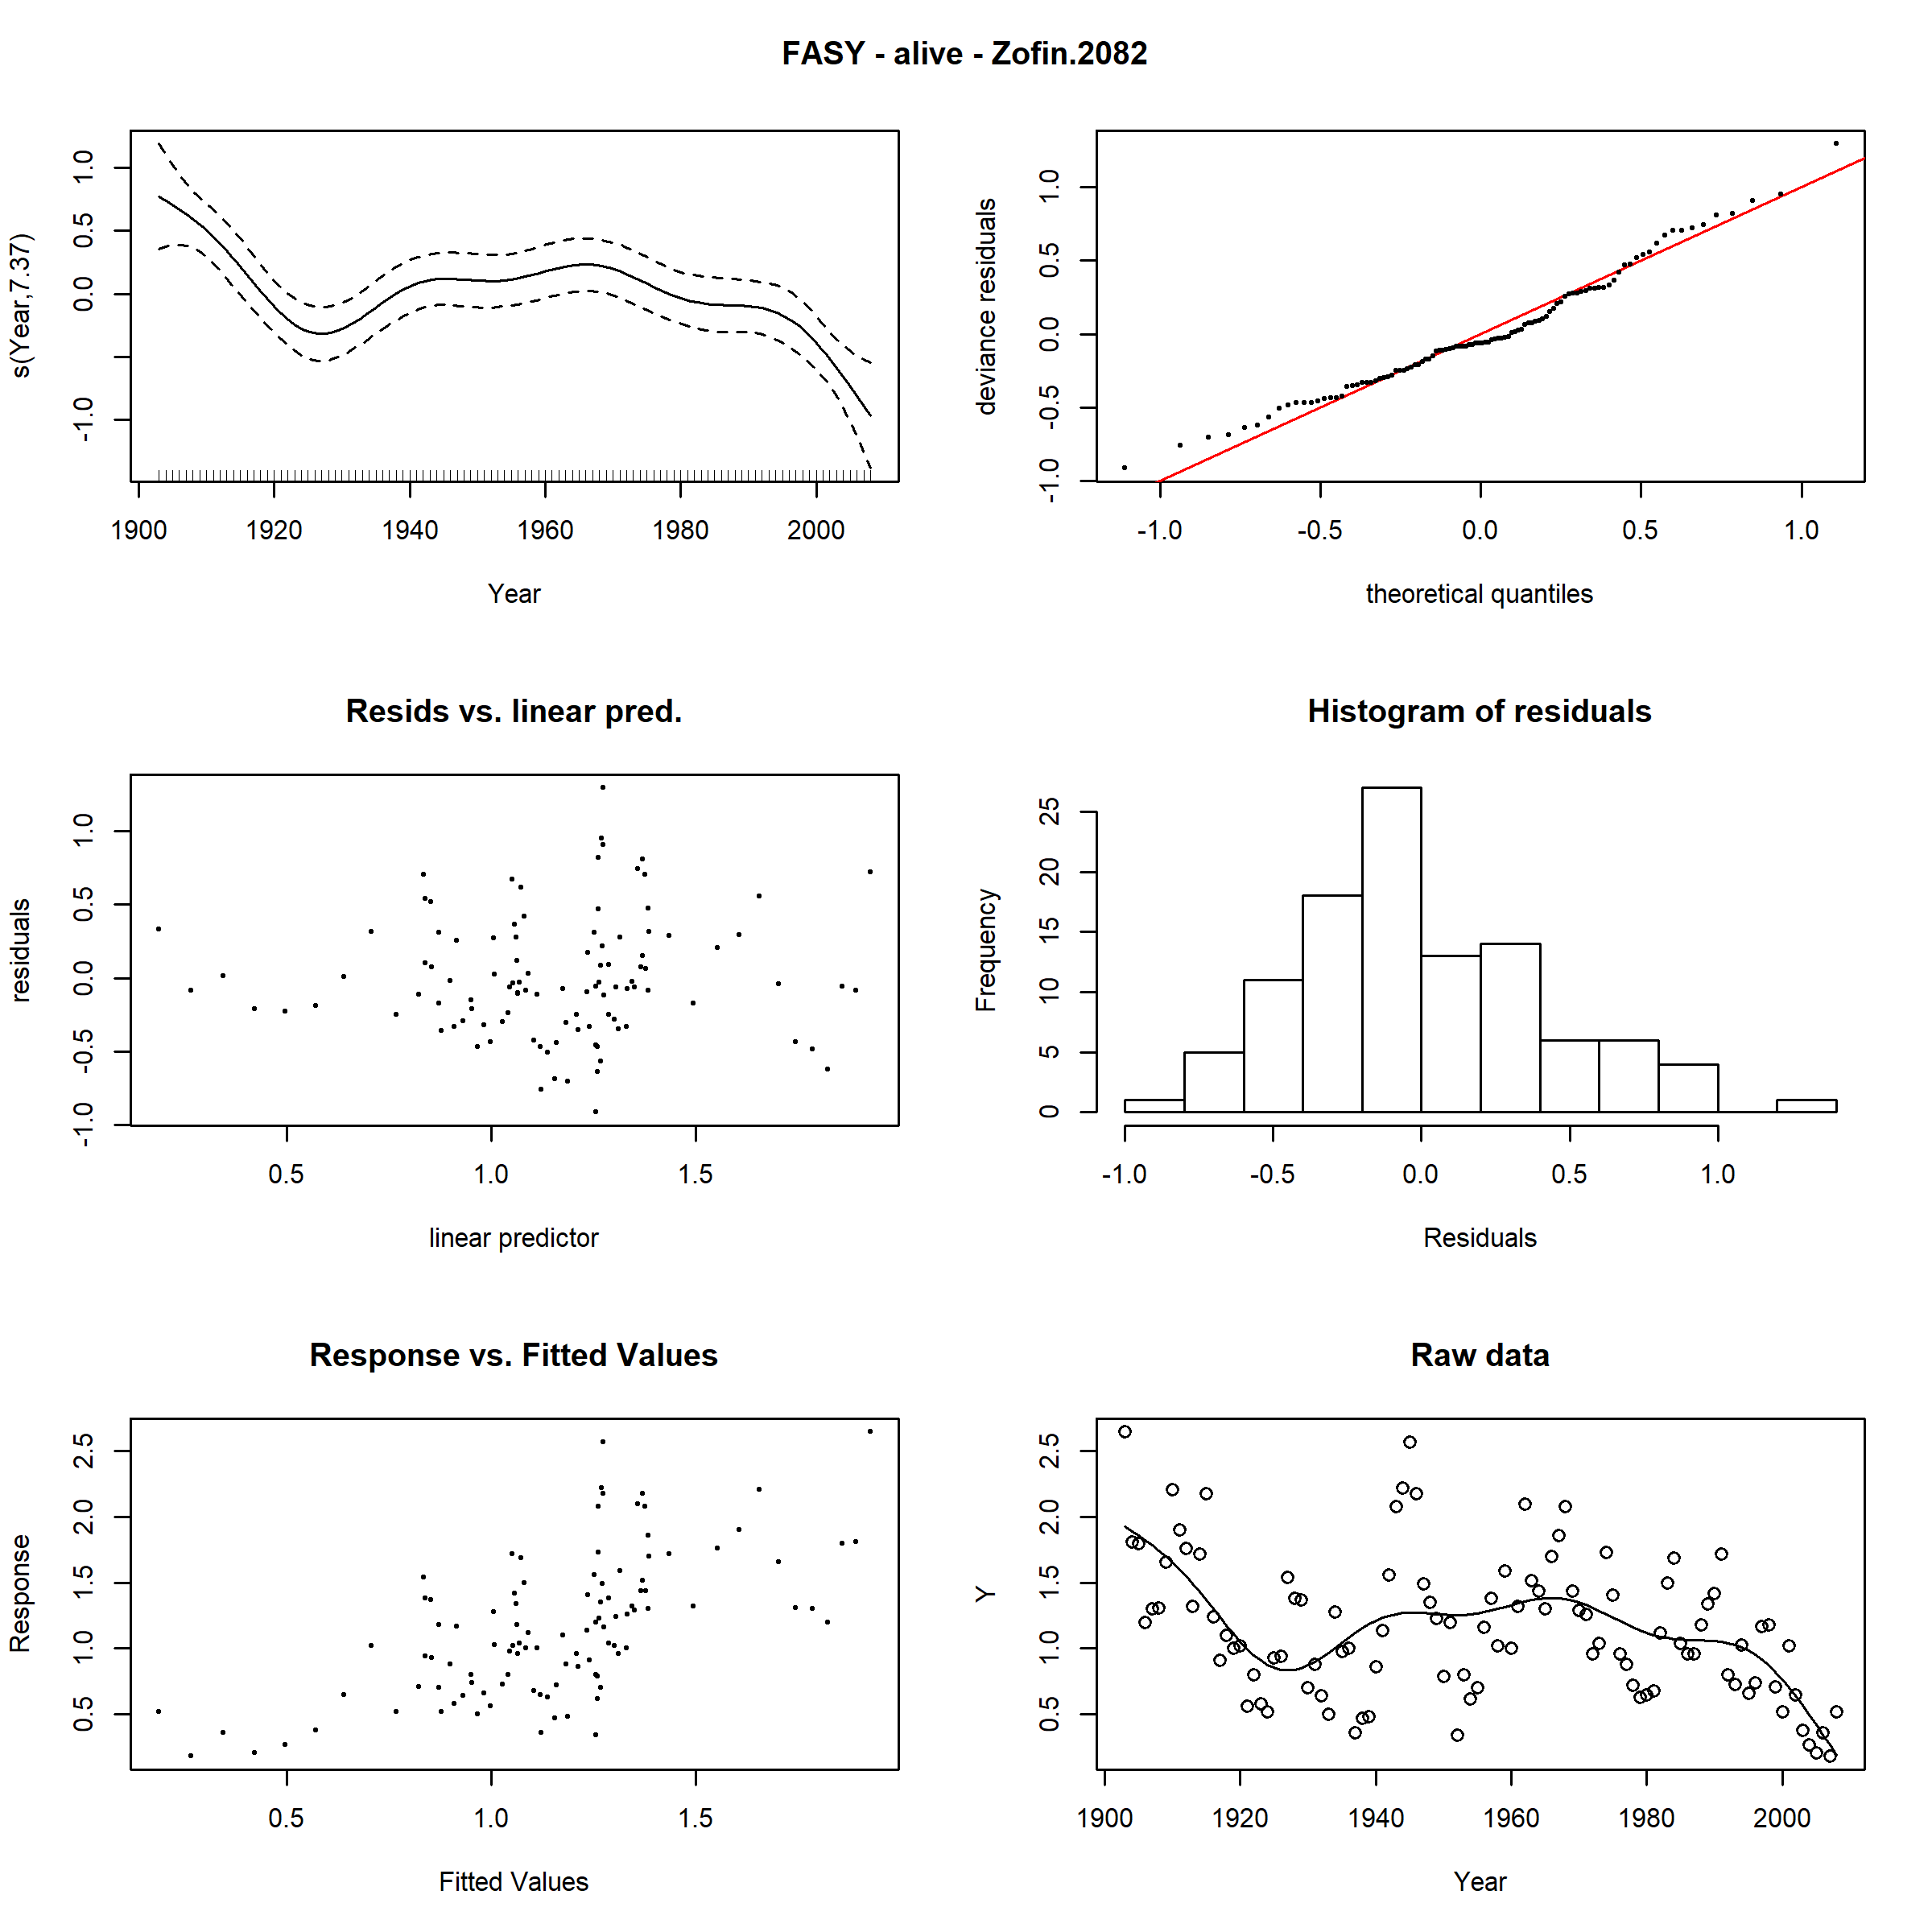 FASY - alive - Zofin.2082
s(Year,7.37)
-1.0 0.0 0.5 1.0
1900 1920 1940 1960 1980 2000
Year
deviance residuals
-1.0 -0.5 0.0 0.5 1.0
-1.0 -0.5 0.0 0.5 1.0
theoretical quantiles
Resids vs. linear pred.
residuals
-1.0 -0.5 0.0 0.5 1.0
0.5 1.0 1.5
linear predictor
Histogram of residuals
Frequency
0 5 10 15 20 25
-1.0 -0.5 0.0 0.5 1.0
Residuals
Response vs. Fitted Values
Response
0.5 1.0 1.5 2.0 2.5
0.5 1.0 1.5
Fitted Values
Raw data
Y
0.5 1.0 1.5 2.0 2.5
1900 1920 1940 1960 1980 2000
Year